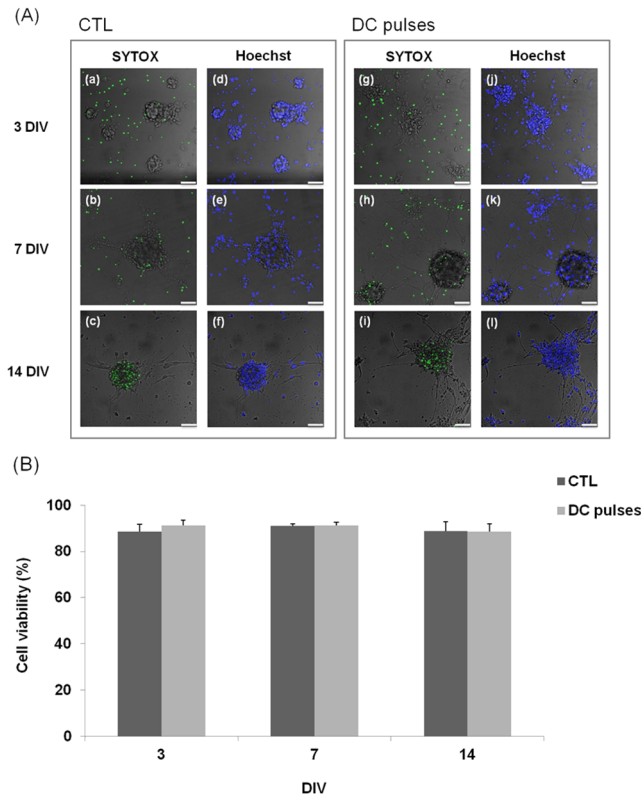 (A)
CTL
DC pulses
SYTOX
Hoechst
SYTOX
Hoechst
3 DIV
(a)
(d)
(g)
(j)
7 DIV
(b)
(e)
(h)
(k)
14 DIV
(c)
(f)
(i)
(l)
(B)
CTL
DC pulses
Cell viability (%)
100
80
60
40
20
0
3
7
14
DIV